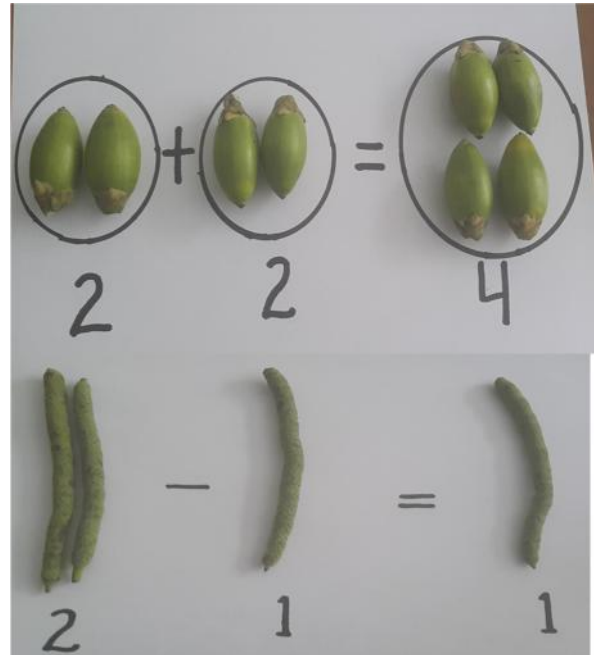 + =
2 2 4
- =
2 1 1